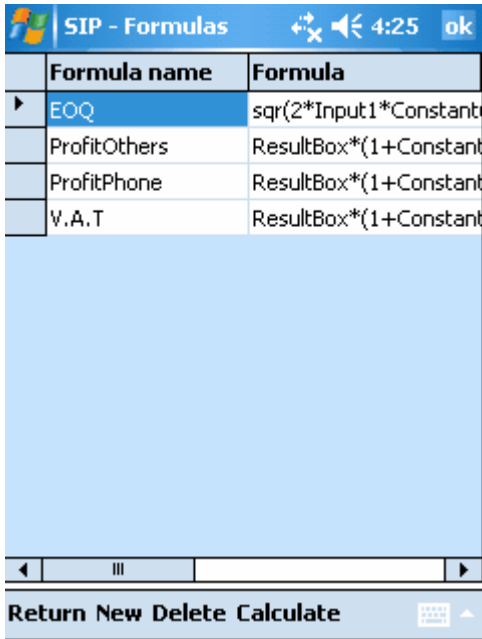 SIP - Formulas 4:25 ok
Formula name Formula
EOQ sqr(2*Input1*Constant
ProfitOthers ResultBox*(1+Constant
ProfitPhone ResultBox*(1+Constant
V.A.T ResultBox*(1+Constant
Return New Delete Calculate